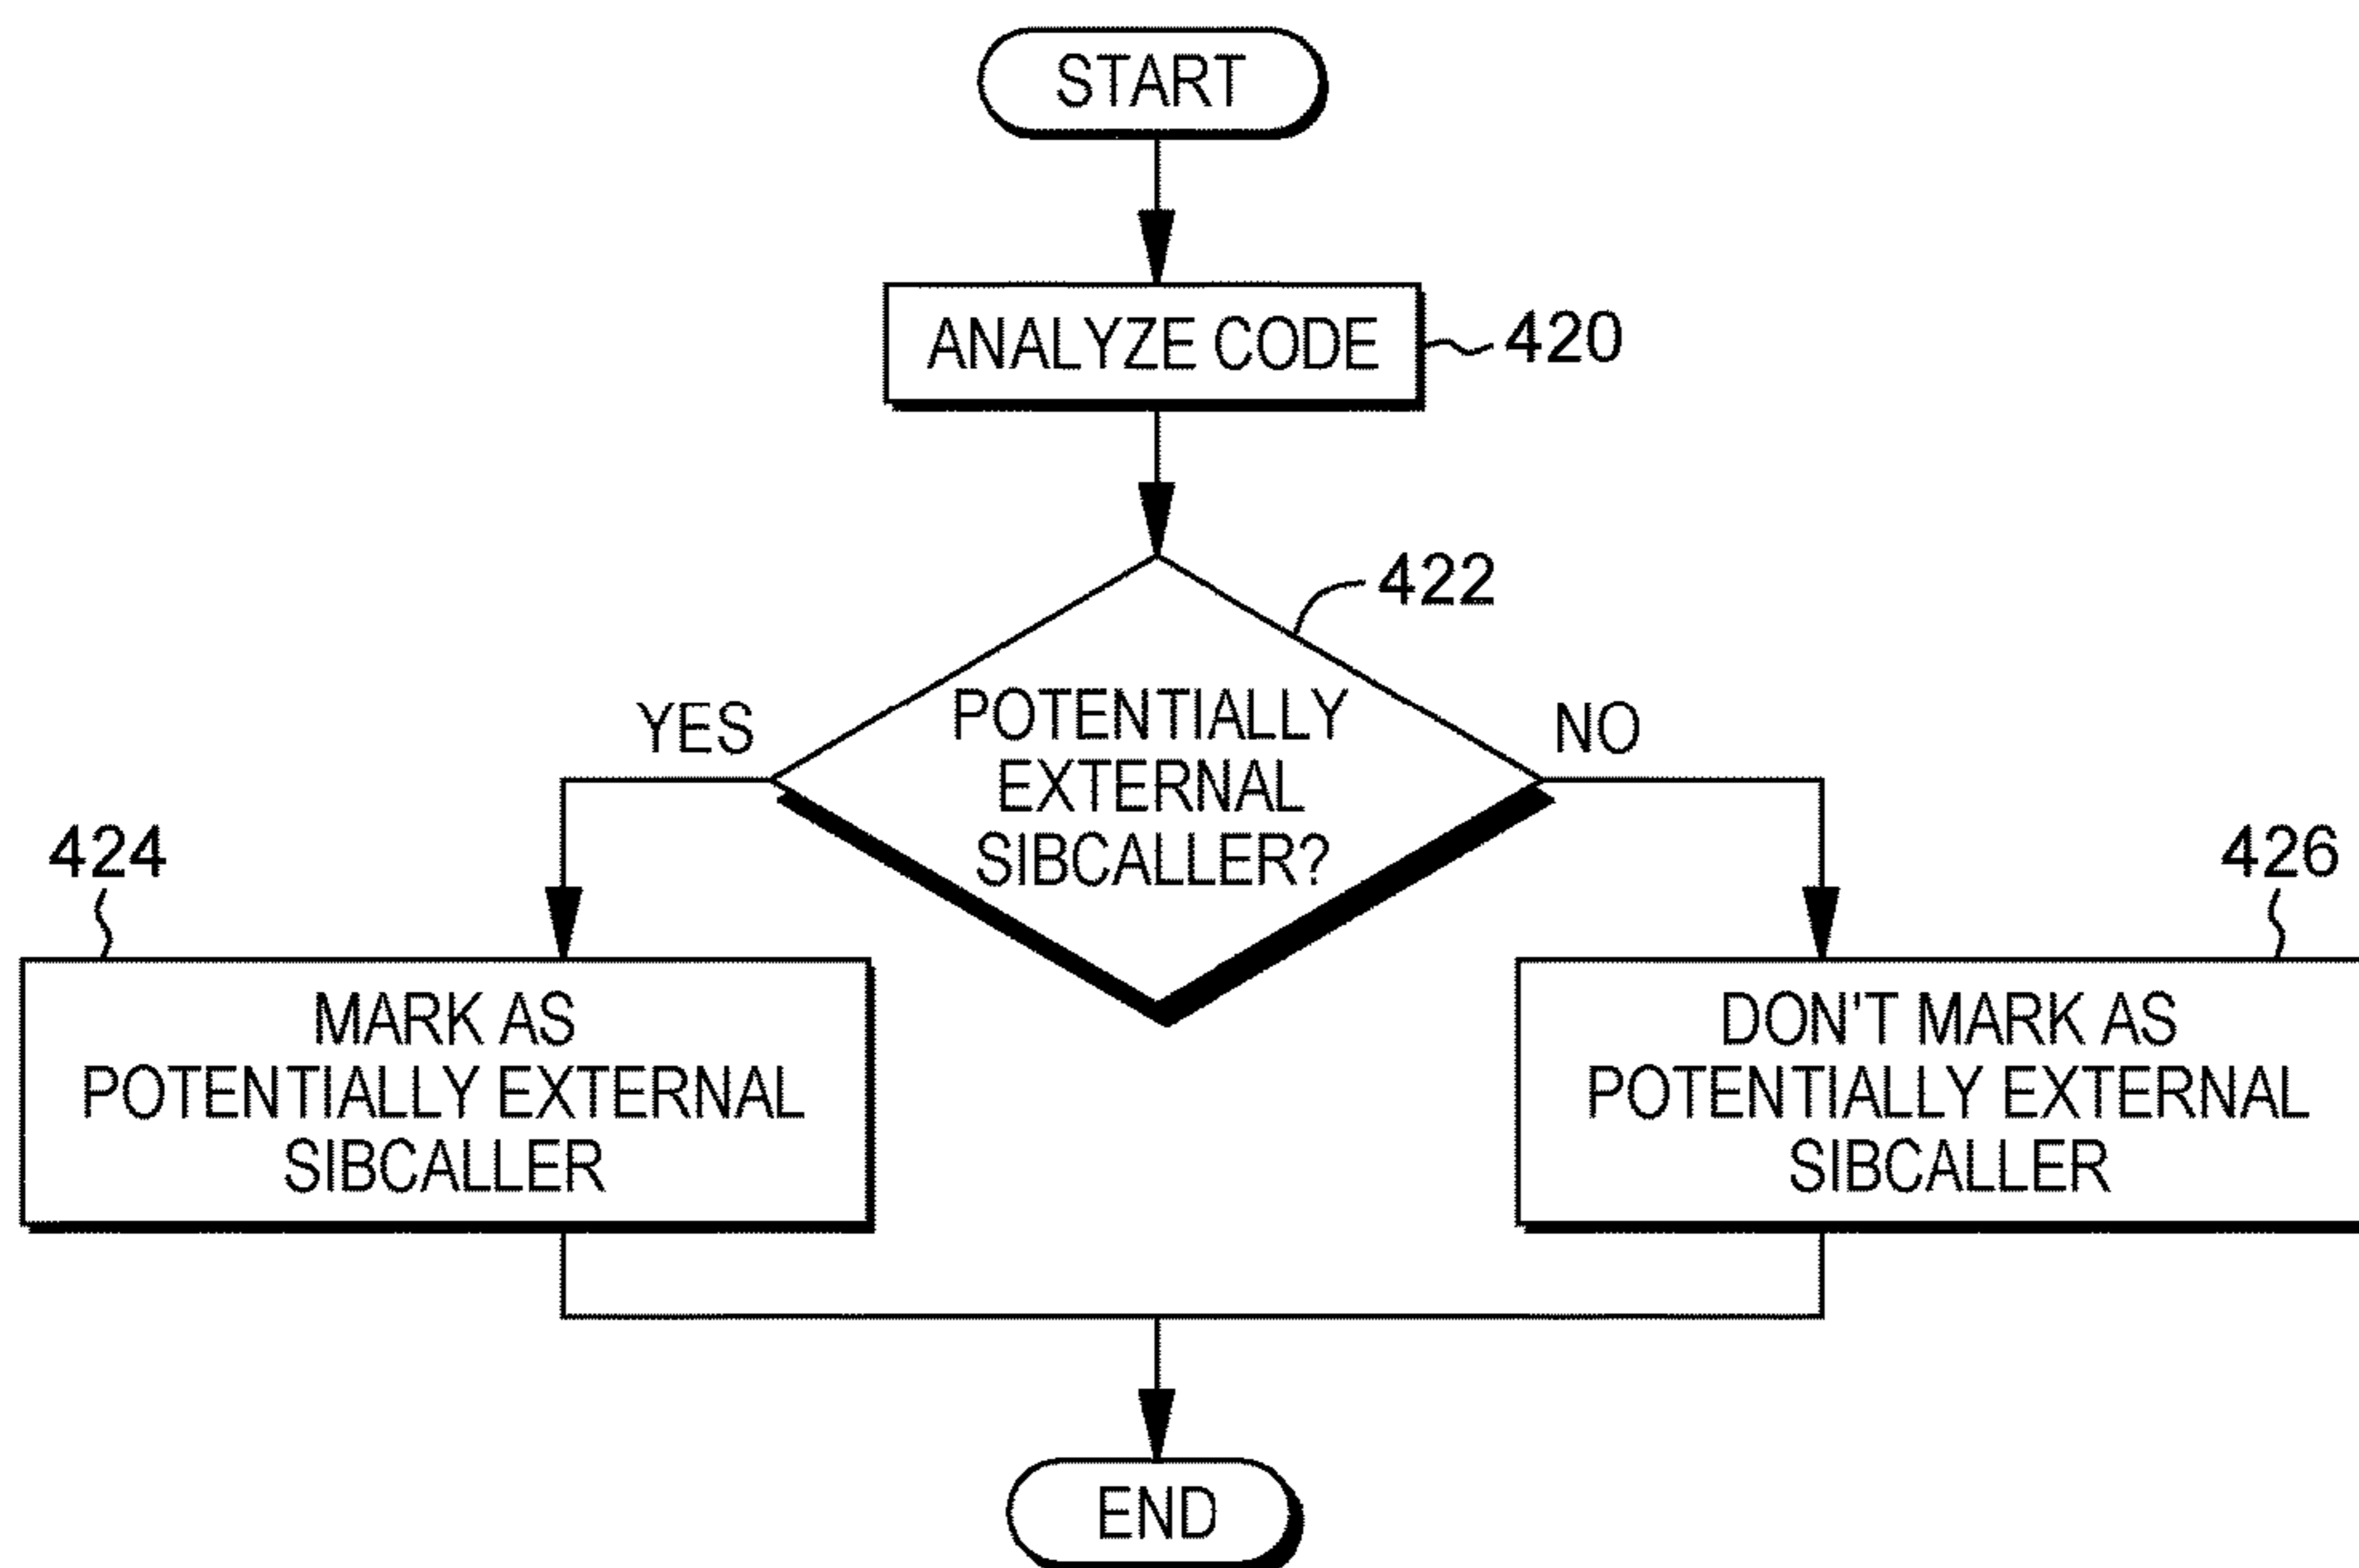 START
ANALYZE CODE
420
422
POTENTIALLY
EXTERNAL
SIBCALLER?
YES
NO
424
426
MARK AS
POTENTIALLY EXTERNAL
SIBCALLER
DON'T MARK AS
POTENTIALLY EXTERNAL
SIBCALLER
END